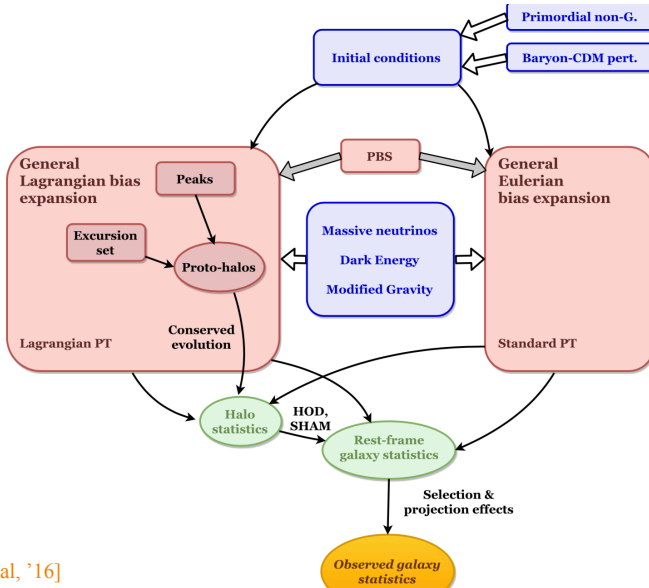 Primordial non-G.
Initial conditions
Baryon-CDM pert.
General
Lagrangian bias
expansion
PBS
General
Eulerian
bias expansion
Peaks
Excursion
set
Proto-halos
Massive neutrinos
Dark Energy
Modified Gravity
Conserved
evolution
Lagrangian PT
Standard PT
Halo
statistics
HOD,
SHAM
Rest-frame
galaxy statistics
Selection &
projection effects
Observed galaxy
statistics
al, ’16]